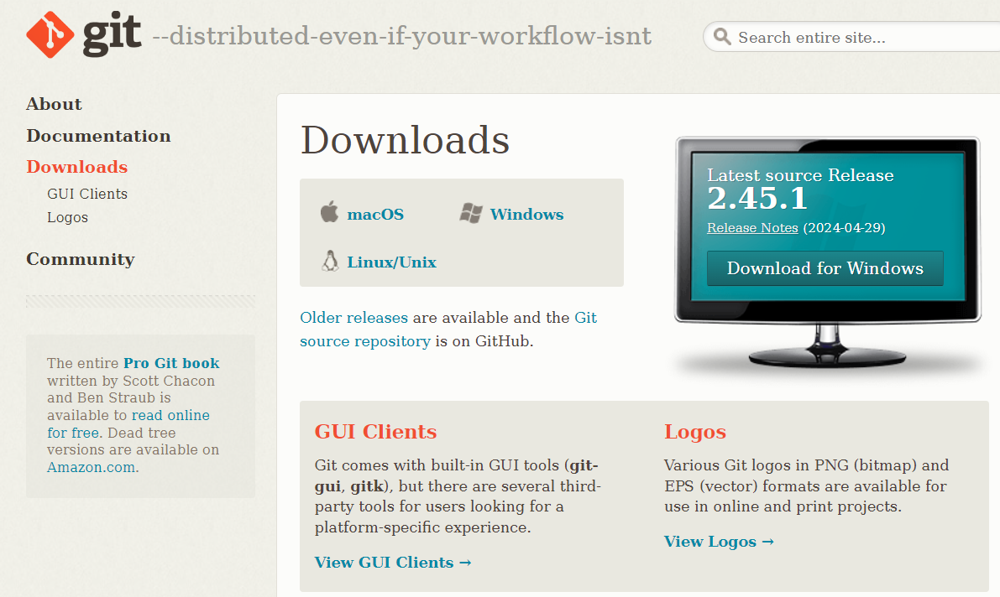 git --distributed-even-if-your-workflow-isnt
Search entire site...
About
Documentation
Downloads
GUI Clients
Logos
Community
The entire Pro Git book
written by Scott Chacon
and Ben Straub is
available to read online
for free. Dead tree
versions are available on
Amazon.com.
Downloads
macOS
Windows
Linux/Unix
Older releases are available and the Git
source repository is on GitHub.
Latest source Release
2.45.1
Release Notes (2024-04-29)
Download for Windows
GUI Clients
Git comes with built-in GUI tools (git-
gui, gitk), but there are several third-
party tools for users looking for a
platform-specific experience.
View GUI Clients →
Logos
Various Git logos in PNG (bitmap) and
EPS (vector) formats are available for
use in online and print projects.
View Logos →